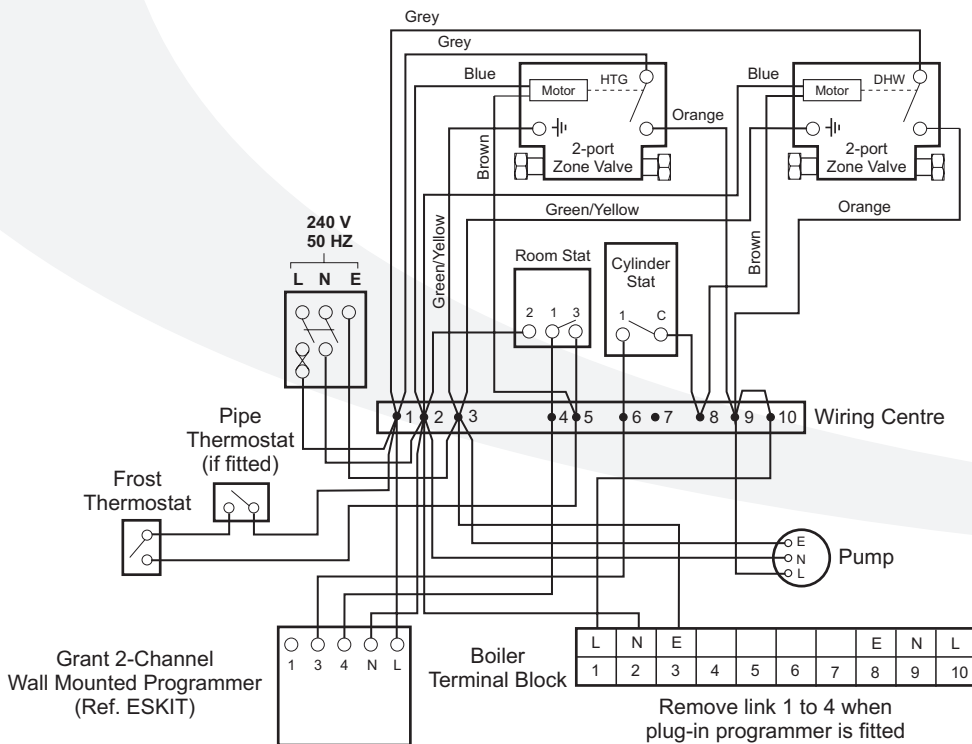 Grey
Grey
Blue
Motor
HTG
Orange
2-port
Zone Valve
Brown
Blue
Motor
DHW
2-port
Zone Valve
Orange
Brown
Green/Yellow
Green/Yellow
240 V
50 HZ
L N E
Room Stat
2 1 3
Cylinder
Stat
1 C
1 2 3 4 5 6 7 8 9 10
Wiring Centre
Pipe
Thermostat
(if fitted)
Frost
Thermostat
E
N
L
Pump
1 3 4 N L
Grant 2-Channel
Wall Mounted Programmer
(Ref. ESKIT)
Boiler
Terminal Block
L N E E N L
1 2 3 4 5 6 7 8 9 10
Remove link 1 to 4 when
plug-in programmer is fitted